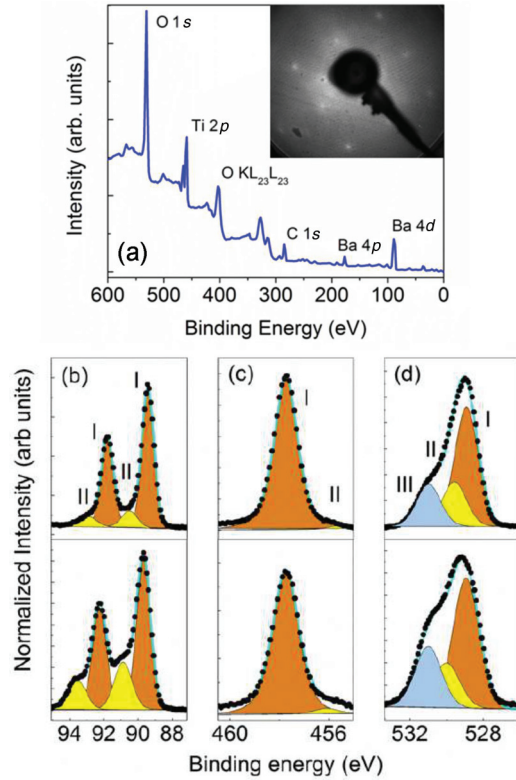 Intensity (arb. units)
O 1s
Ti 2p
O KL23L23
C 1s
Ba 4p
Ba 4d
(a)
600 500 400 300 200 100 0
Binding Energy (eV)
Normalized Intensity (arb units)
(b)
I
I
II
II
(c)
I
II
(d)
I
II
III
94 92 90 88
460 456
532 528
Binding energy (eV)